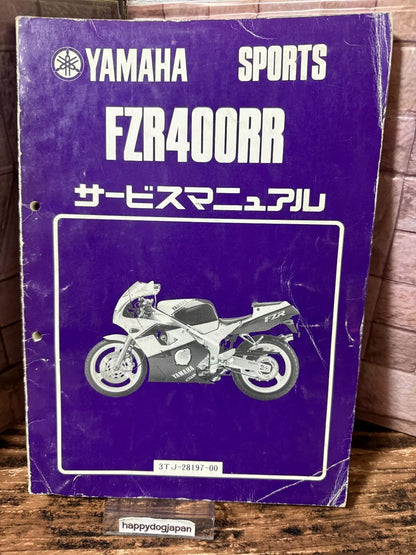 YAMAHA SPORTS
FZR400RR
サービスマニュアル
FZR
YAMAHA
3TJ-28197-00
happydogjapan